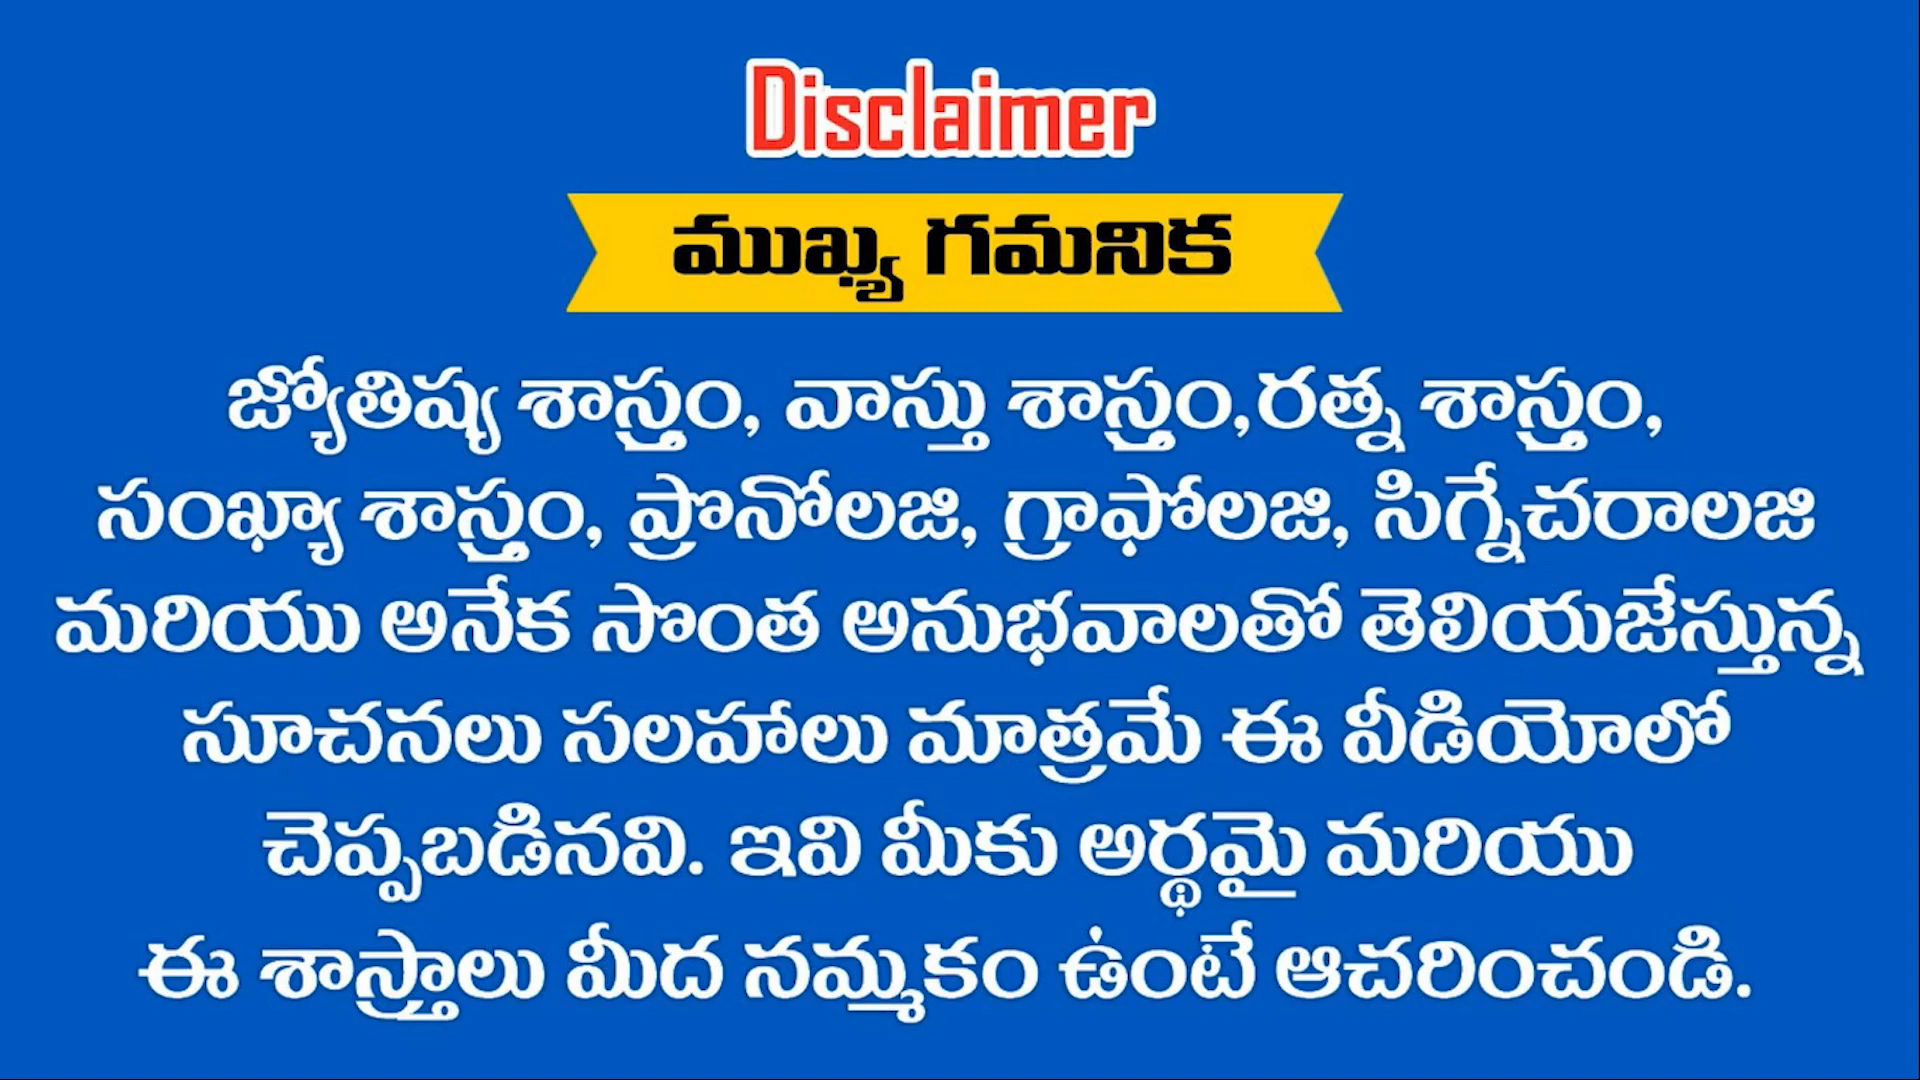 Disclaimer
ముఖ్య గమనిక
జ్యోతిష్య శాస్త్రం, వాస్తు శాస్త్రం,రత్న శాస్త్రం,
సంఖ్యా శాస్త్రం, ప్రొనోలజి, గ్రాఫోలజి, సిగ్నేచరాలజి
మరియు అనేక సొంత అనుభవాలతో తెలియజేస్తున్న
సూచనలు సలహాలు మాత్రమే ఈ వీడియోలో
చెప్పబడినవి. ఇవి మీకు అర్థమై మరియు
ఈ శాస్త్రాలు మీద నమ్మకం ఉంటే ఆచరించండి.